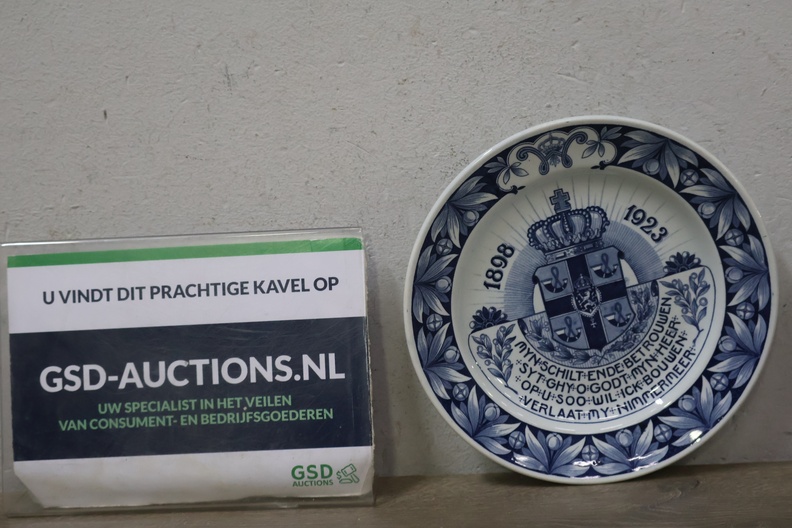 U VINDT DIT PRACHTIGE KAVEL OP
GSD-AUCTIONS.NL
UW SPECIALIST IN HET VEILEN
VAN CONSUMENT- EN BEDRIJFSGOEDEREN
GSD
AUCTIONS
1898
1923
MYN·SCHILT·ENDE·BETROUWEN
SYT·GHY·O·GODT·MYN·HEER·
·OP·U·SOO·WIL·ICK·BOUWEN·
·VERLAAT·MY·NIMMERMEER·